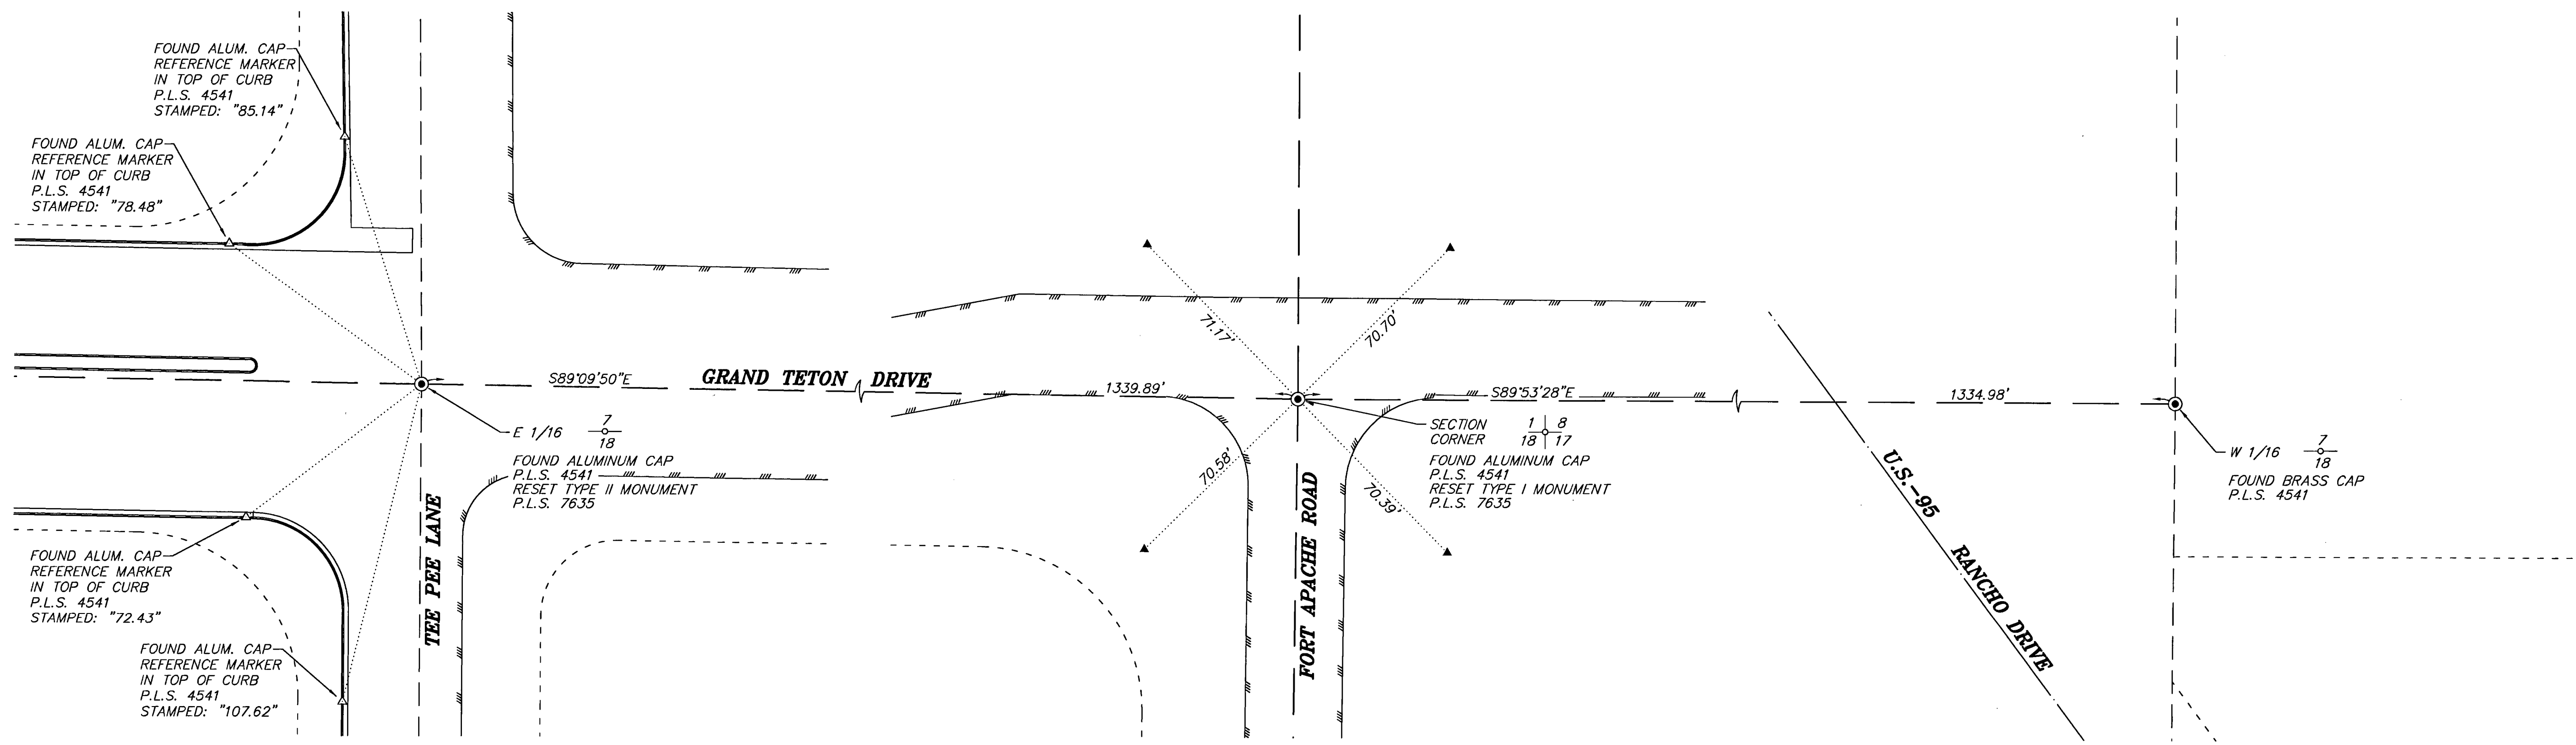 FOUND ALUM. CAP
REFERENCE MARKER
IN TOP OF CURB
P.L.S. 4541
STAMPED: "85.14"
FOUND ALUM. CAP
REFERENCE MARKER
IN TOP OF CURB
P.L.S. 4541
STAMPED: "78.48"
71.17'
70.70'
S89°09'50"E
GRAND TETON DRIVE
1339.89'
S89°53'28"E
1334.98'
E 1/16
7
18
FOUND ALUMINUM CAP
P.L.S. 4541
RESET TYPE II MONUMENT
P.L.S. 7635
SECTION
CORNER
1 8
18 17
FOUND ALUMINUM CAP
P.L.S. 4541
RESET TYPE I MONUMENT
P.L.S. 7635
W 1/16
7
18
FOUND BRASS CAP
P.L.S. 4541
70.58'
70.39'
U.S.-95 RANCHO DRIVE
TEE PEE LANE
FORT APACHE ROAD
FOUND ALUM. CAP
REFERENCE MARKER
IN TOP OF CURB
P.L.S. 4541
STAMPED: "72.43"
FOUND ALUM. CAP
REFERENCE MARKER
IN TOP OF CURB
P.L.S. 4541
STAMPED: "107.62"